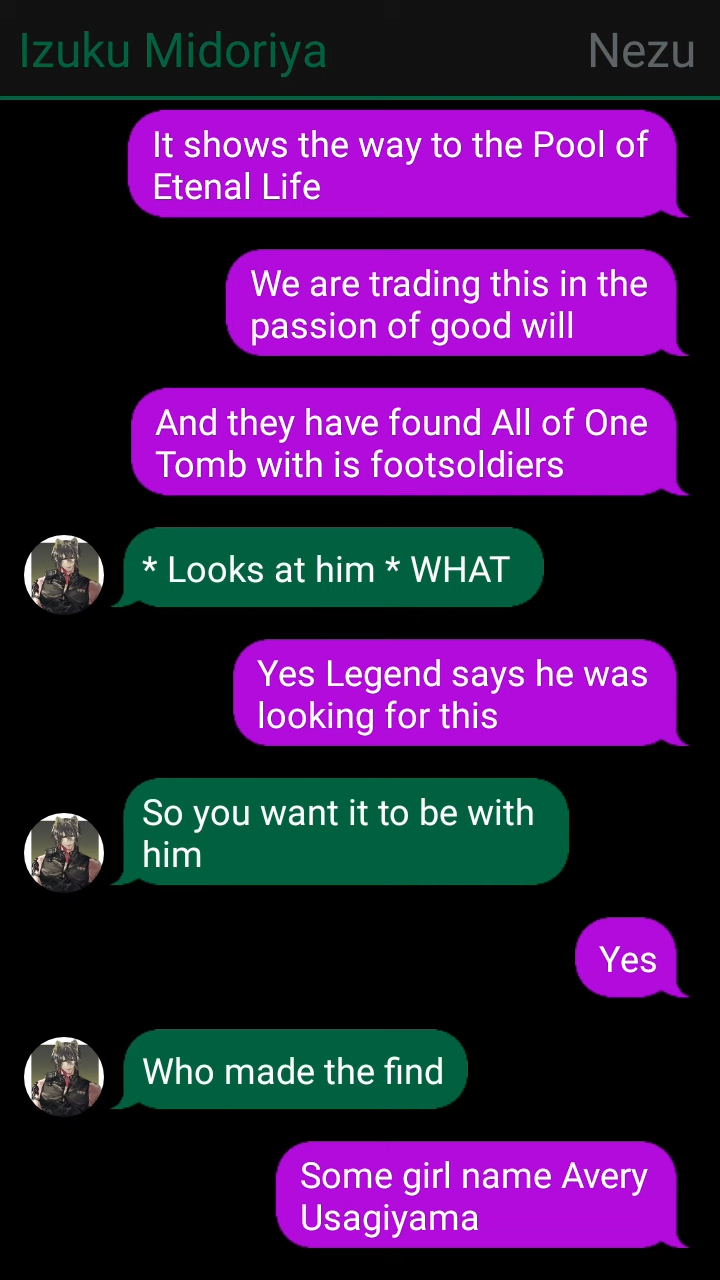 Izuku Midoriya Nezu
It shows the way to the Pool of
Etenal Life
We are trading this in the
passion of good will
And they have found All of One
Tomb with is footsoldiers
* Looks at him * WHAT
Yes Legend says he was
looking for this
So you want it to be with
him
Yes
Who made the find
Some girl name Avery
Usagiyama